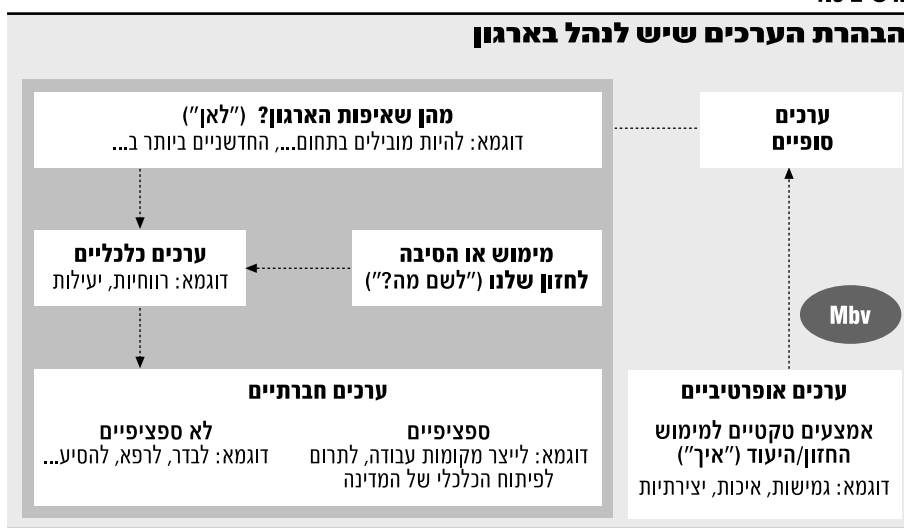 הבהרת הערכים שיש לנהל בארגון
ערכים
סופיים
מהן שאיפות הארגון? ("לאן")
דוגמא: להיות מובילים בתחום..., החדשניים ביותר ב...
מימוש או הסיבה
לחזון שלנו ("לשם מה?")
ערכים כלכליים
דוגמא: רווחיות, יעילות
Mbv
ערכים אופרטיביים
אמצעים טקטיים למימוש
החזון/היעוד ("איך")
דוגמא: גמישות, איכות, יצירתיות
ערכים חברתיים
ספציפיים
דוגמא: לייצר מקומות עבודה, לתרום
לפיתוח הכלכלי של המדינה
לא ספציפיים
דוגמא: לבדר, לרפא, להסיע...